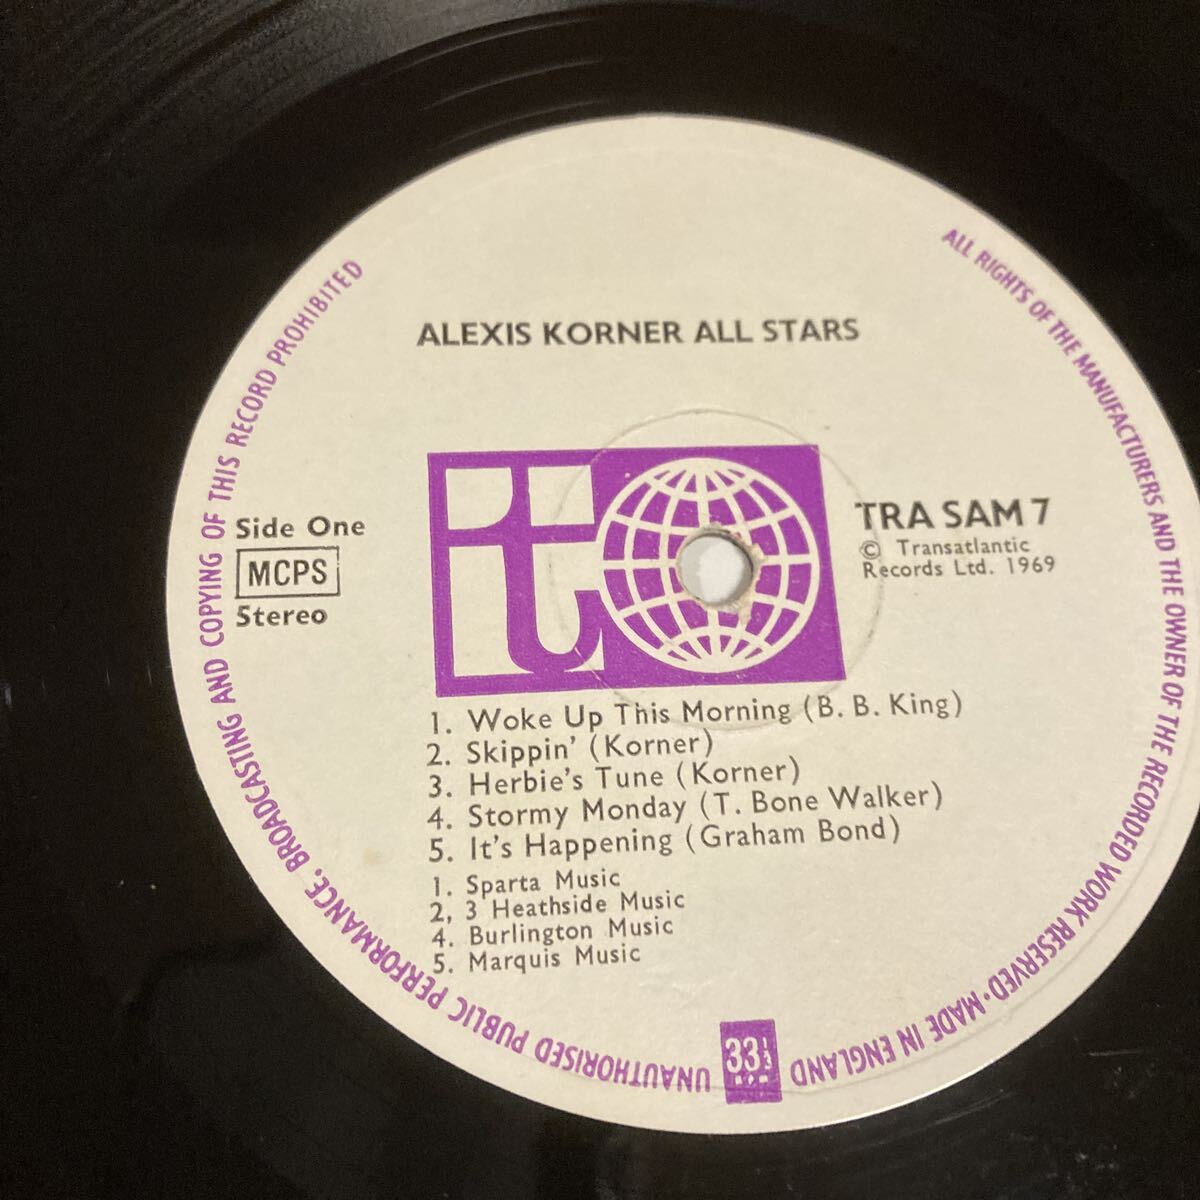 ALEXIS KORNER ALL STARS
Side One
MCPS
Stereo
t
TRA SAM 7
© Transatlantic
Records Ltd. 1969
1. Woke Up This Morning (B. B. King)
2. Skippin' (Korner)
3. Herbie's Tune (Korner)
4. Stormy Monday (T. Bone Walker)
5. It's Happening (Graham Bond)
1. Sparta Music
2, 3 Heathside Music
4. Burlington Music
5. Marquis Music
33⅓
RPM
ALL RIGHTS OF THE MANUFACTURERS AND THE OWNER OF THE RECORDED WORK RESERVED · MADE IN ENGLAND
UNAUTHORISED PUBLIC PERFORMANCE, BROADCASTING AND COPYING OF THIS RECORD PROHIBITED